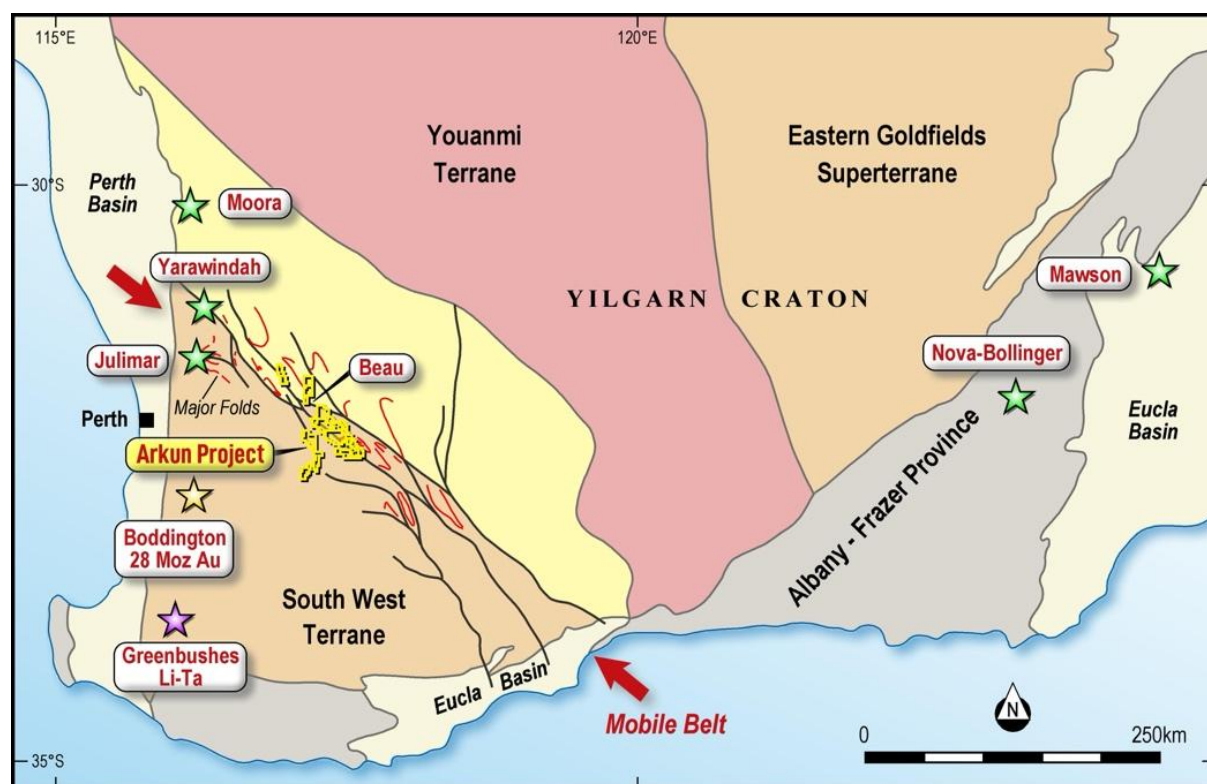 115°E
120°E
Youanmi
Terrane
Eastern Goldfields
Superterrane
30°S
Perth
Basin
Moora
Yarawindah
Mawson
YILGARN CRATON
Nova-Bollinger
Julimar
Beau
Major Folds
Perth
Eucla
Basin
Arkun Project
Boddington
28 Moz Au
Albany - Frazer Province
South West
Terrane
Greenbushes
Li-Ta
Eucla Basin
Mobile Belt
N
0
250km
35°S